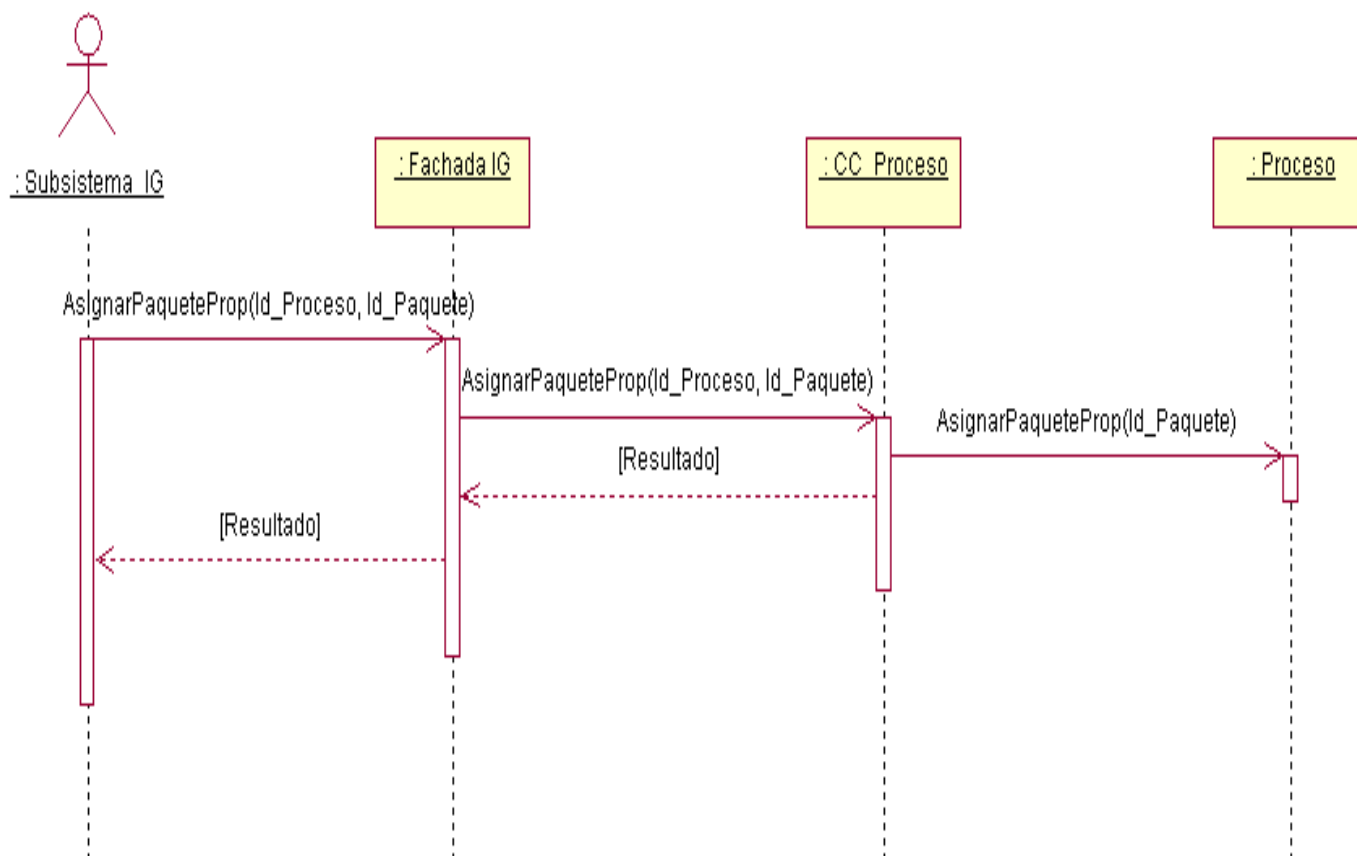 : Subsistema_IG
: Fachada IG
: CC_Proceso
: Proceso
AsignarPaqueteProp(Id_Proceso, Id_Paquete)
AsignarPaqueteProp(Id_Proceso, Id_Paquete)
AsignarPaqueteProp(Id_Paquete)
[Resultado]
[Resultado]